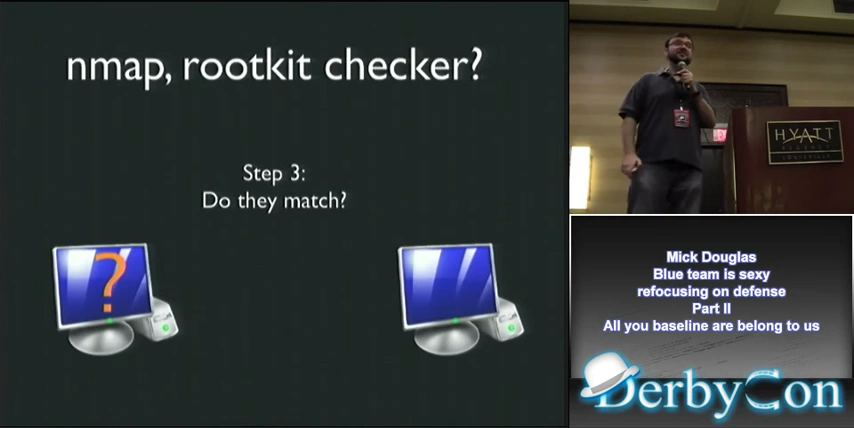 nmap, rootkit checker?
Step 3:
Do they match?
?
HYATT
Mick Douglas
Blue team is sexy
refocusing on defense
Part II
All you baseline are belong to us
DerbyCon